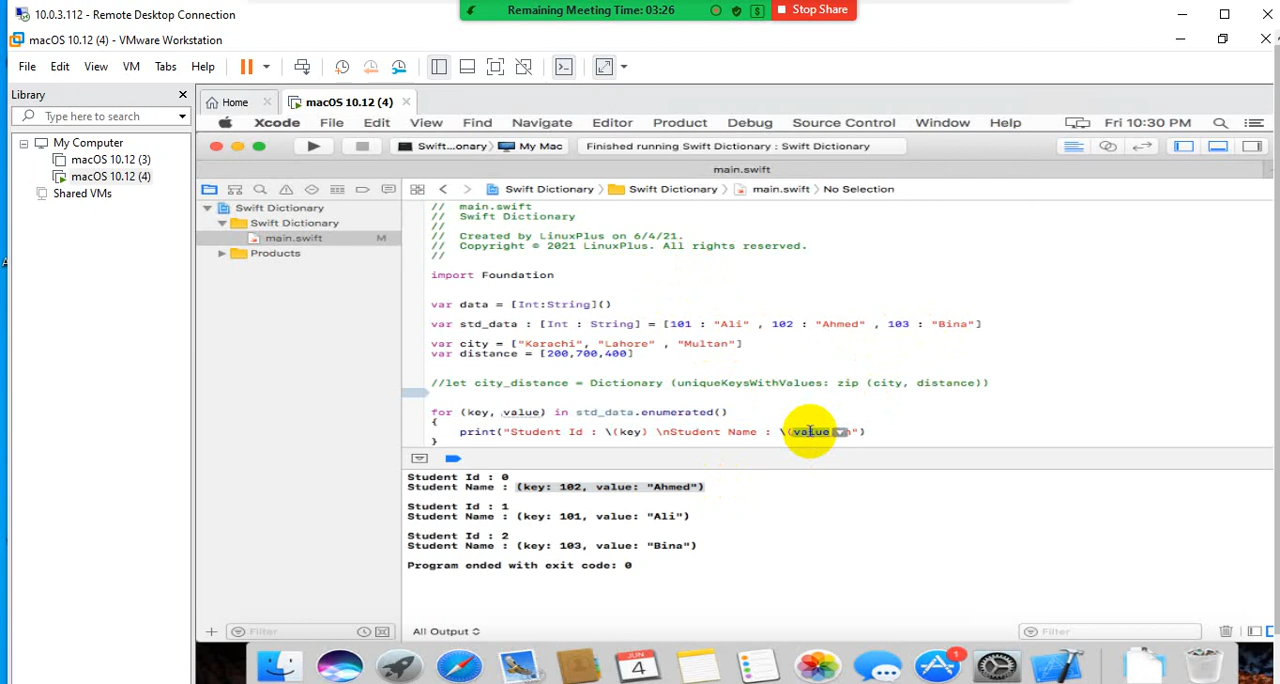 Remaining Meeting Time: 03:26
Stop Share
10.0.3.112 - Remote Desktop Connection
macOS 10.12 (4) - VMware Workstation
File Edit View VM Tabs Help
Library
Home
macOS 10.12 (4)
Type here to search
My Computer
macOS 10.12 (3)
macOS 10.12 (4)
Shared VMs
Xcode File Edit View Find Navigate Editor Product Debug Source Control Window Help Fri 10:30 PM
Swift...onary My Mac Finished running Swift Dictionary : Swift Dictionary
main.swift
Swift Dictionary Swift Dictionary main.swift No Selection
Swift Dictionary
Swift Dictionary
main.swift M
Products
// main.swift
// Swift Dictionary
//
// Created by LinuxPlus on 6/4/21.
// Copyright © 2021 LinuxPlus. All rights reserved.
//
import Foundation
var data = [Int:String]()
var std_data : [Int : String] = [101 : "Ali" , 102 : "Ahmed" , 103 : "Bina"]
var city = ["Karachi", "Lahore" , "Multan"]
var distance = [200,700,400]
//let city_distance = Dictionary (uniqueKeysWithValues: zip (city, distance))
for (key, value) in std_data.enumerated()
{
print("Student Id : \(key) \nStudent Name : \(value n")
}
Student Id : 0
Student Name : (key: 102, value: "Ahmed")
Student Id : 1
Student Name : (key: 101, value: "Ali")
Student Id : 2
Student Name : (key: 103, value: "Bina")
Program ended with exit code: 0
Filter
All Output
Filter
JUN
4
1